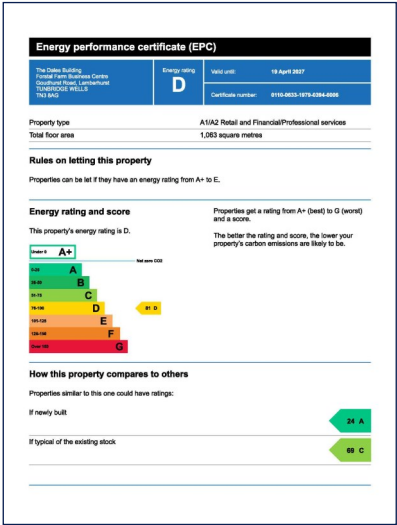 Energy performance certificate (EPC)
The Dales Building
Forstal Farm Business Centre
Goudhurst Road, Lamberhurst
TUNBRIDGE WELLS
TN3 8AG
Energy rating
D
Valid until:
19 April 2027
Certificate number:
0110-0633-1979-0394-6006
Property type
A1/A2 Retail and Financial/Professional services
Total floor area
1,063 square metres
Rules on letting this property
Properties can be let if they have an energy rating from A+ to E.
Energy rating and score
This property's energy rating is D.
Properties get a rating from A+ (best) to G (worst)
and a score.
The better the rating and score, the lower your
property's carbon emissions are likely to be.
Under 0 A+
Net zero CO2
0-25 A
26-50 B
51-75 C
76-100 D
81 D
101-125 E
126-150 F
Over 150 G
How this property compares to others
Properties similar to this one could have ratings:
If newly built
24 A
If typical of the existing stock
69 C